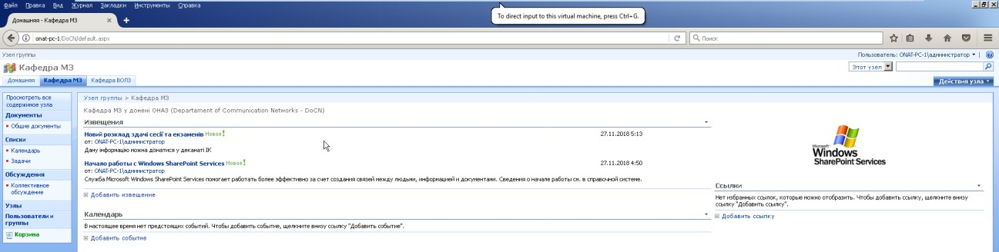 Файл Правка Вид Журнал Закладки Инструменты Справка
To direct input to this virtual machine, press Ctrl+G.
Домашняя - Кафедра МЗ
onat-pc-1/DoCN/default.aspx
Поиск
Узел группы
Пользователь: ONAT-PC-1\администратор
Кафедра МЗ
Этот узел
Домашняя Кафедра МЗ Кафедра ВОЛЗ
Действия узла
Просмотреть все
содержимое узла
Документы
Общие документы
Списки
Календарь
Задачи
Обсуждения
Коллективное
обсуждение
Узлы
Пользователи и
группы
Корзина
Узел группы > Кафедра МЗ
Кафедра МЗ у домені ОНАЗ (Departament of Communication Networks - DoCN)
Извещения
Новий розклад здачі сесії та екзаменів Новое!
27.11.2018 5:13
от: ONAT-PC-1\администратор
Дану інформацію можна дізнатися у деканаті ІК
Начало работы с Windows SharePoint Services Новое!
27.11.2018 4:50
от: ONAT-PC-1\администратор
Служба Microsoft Windows SharePoint Services помогает работать более эффективно за счет создания связей между людьми, информацией и документами. Сведения о начале работы см. в справочной системе.
Добавить извещение
Календарь
В настоящее время нет предстоящих событий. Чтобы добавить событие, щелкните внизу ссылку "Добавить событие".
Добавить событие
Microsoft
Windows
SharePoint Services
Ссылки
Нет избранных ссылок, которые можно отобразить. Чтобы добавить ссылку, щелкните внизу
ссылку "Добавить ссылку".
Добавить ссылку